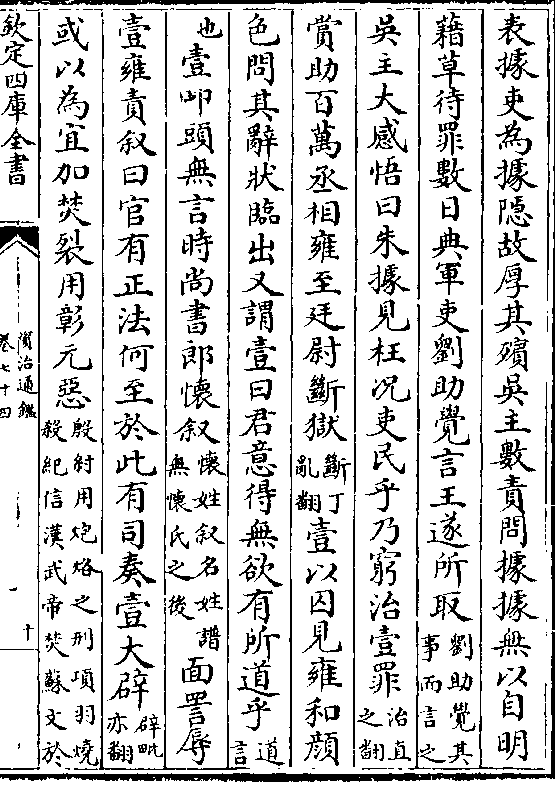 表據吏為據隠故厚其殯吳主數責問據據無以自明
藉草待罪數日典軍吏劉助覺言王遂所取劉助覺其事而言之
吳主大感悟曰朱據見枉況吏民乎乃窮治壹罪治直之翻
賞助百萬丞相雍至廷尉斷獄斷丁亂翻壹以囚見雍和顔
色問其辭狀臨出又謂壹曰君意得無欲有所道乎道言
也壹叩頭無言時尚書郎懷叙懷姓叙名姓譜無懷氏之後面詈辱
壹雍責叙曰官有正法何至於此有司奏壹大辟辟毗亦翻
或以為宜加焚裂用彰元惡殷紂用炮烙之刑項羽燒殺紀信漢武帝焚蘇文於
欽定四庫全書
資治通鑑
卷七十四
十